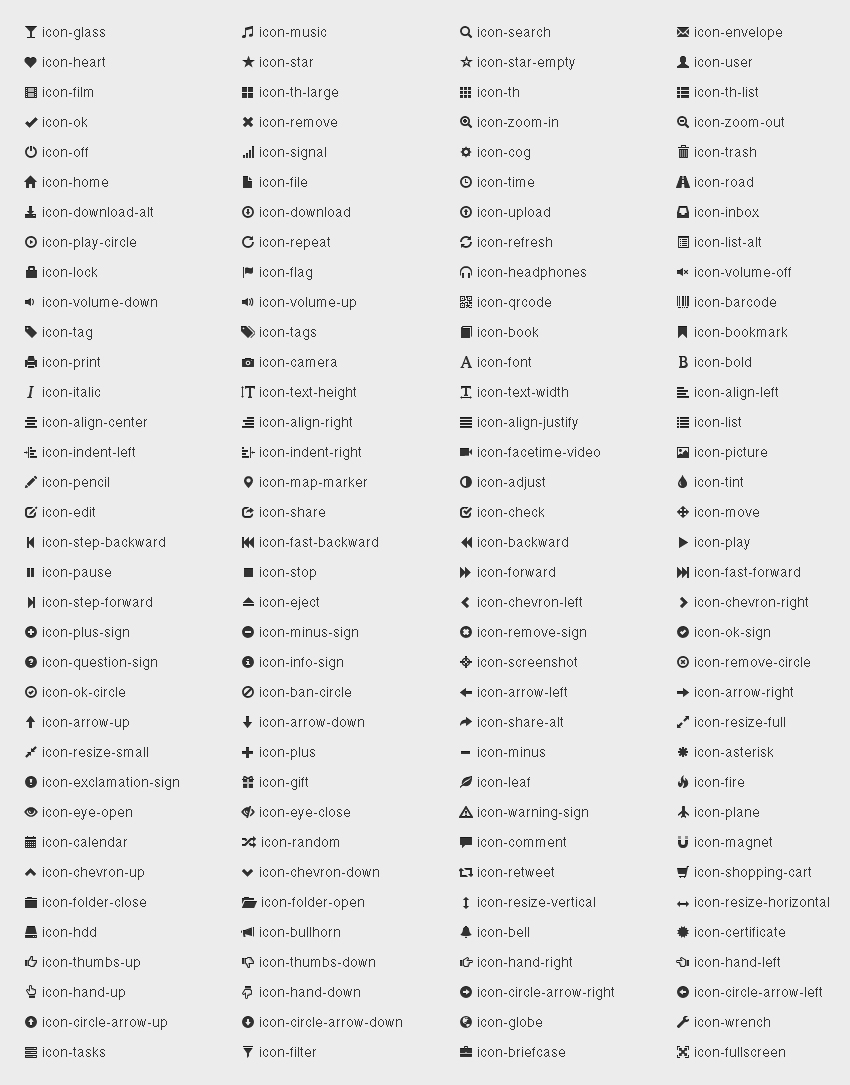 icon-glass icon-music icon-search icon-envelope
icon-heart icon-star icon-star-empty icon-user
icon-film icon-th-large icon-th icon-th-list
icon-ok icon-remove icon-zoom-in icon-zoom-out
icon-off icon-signal icon-cog icon-trash
icon-home icon-file icon-time icon-road
icon-download-alt icon-download icon-upload icon-inbox
icon-play-circle icon-repeat icon-refresh icon-list-alt
icon-lock icon-flag icon-headphones icon-volume-off
icon-volume-down icon-volume-up icon-qrcode icon-barcode
icon-tag icon-tags icon-book icon-bookmark
icon-print icon-camera icon-font icon-bold
icon-italic icon-text-height icon-text-width icon-align-left
icon-align-center icon-align-right icon-align-justify icon-list
icon-indent-left icon-indent-right icon-facetime-video icon-picture
icon-pencil icon-map-marker icon-adjust icon-tint
icon-edit icon-share icon-check icon-move
icon-step-backward icon-fast-backward icon-backward icon-play
icon-pause icon-stop icon-forward icon-fast-forward
icon-step-forward icon-eject icon-chevron-left icon-chevron-right
icon-plus-sign icon-minus-sign icon-remove-sign icon-ok-sign
icon-question-sign icon-info-sign icon-screenshot icon-remove-circle
icon-ok-circle icon-ban-circle icon-arrow-left icon-arrow-right
icon-arrow-up icon-arrow-down icon-share-alt icon-resize-full
icon-resize-small icon-plus icon-minus icon-asterisk
icon-exclamation-sign icon-gift icon-leaf icon-fire
icon-eye-open icon-eye-close icon-warning-sign icon-plane
icon-calendar icon-random icon-comment icon-magnet
icon-chevron-up icon-chevron-down icon-retweet icon-shopping-cart
icon-folder-close icon-folder-open icon-resize-vertical icon-resize-horizontal
icon-hdd icon-bullhorn icon-bell icon-certificate
icon-thumbs-up icon-thumbs-down icon-hand-right icon-hand-left
icon-hand-up icon-hand-down icon-circle-arrow-right icon-circle-arrow-left
icon-circle-arrow-up icon-circle-arrow-down icon-globe icon-wrench
icon-tasks icon-filter icon-briefcase icon-fullscreen